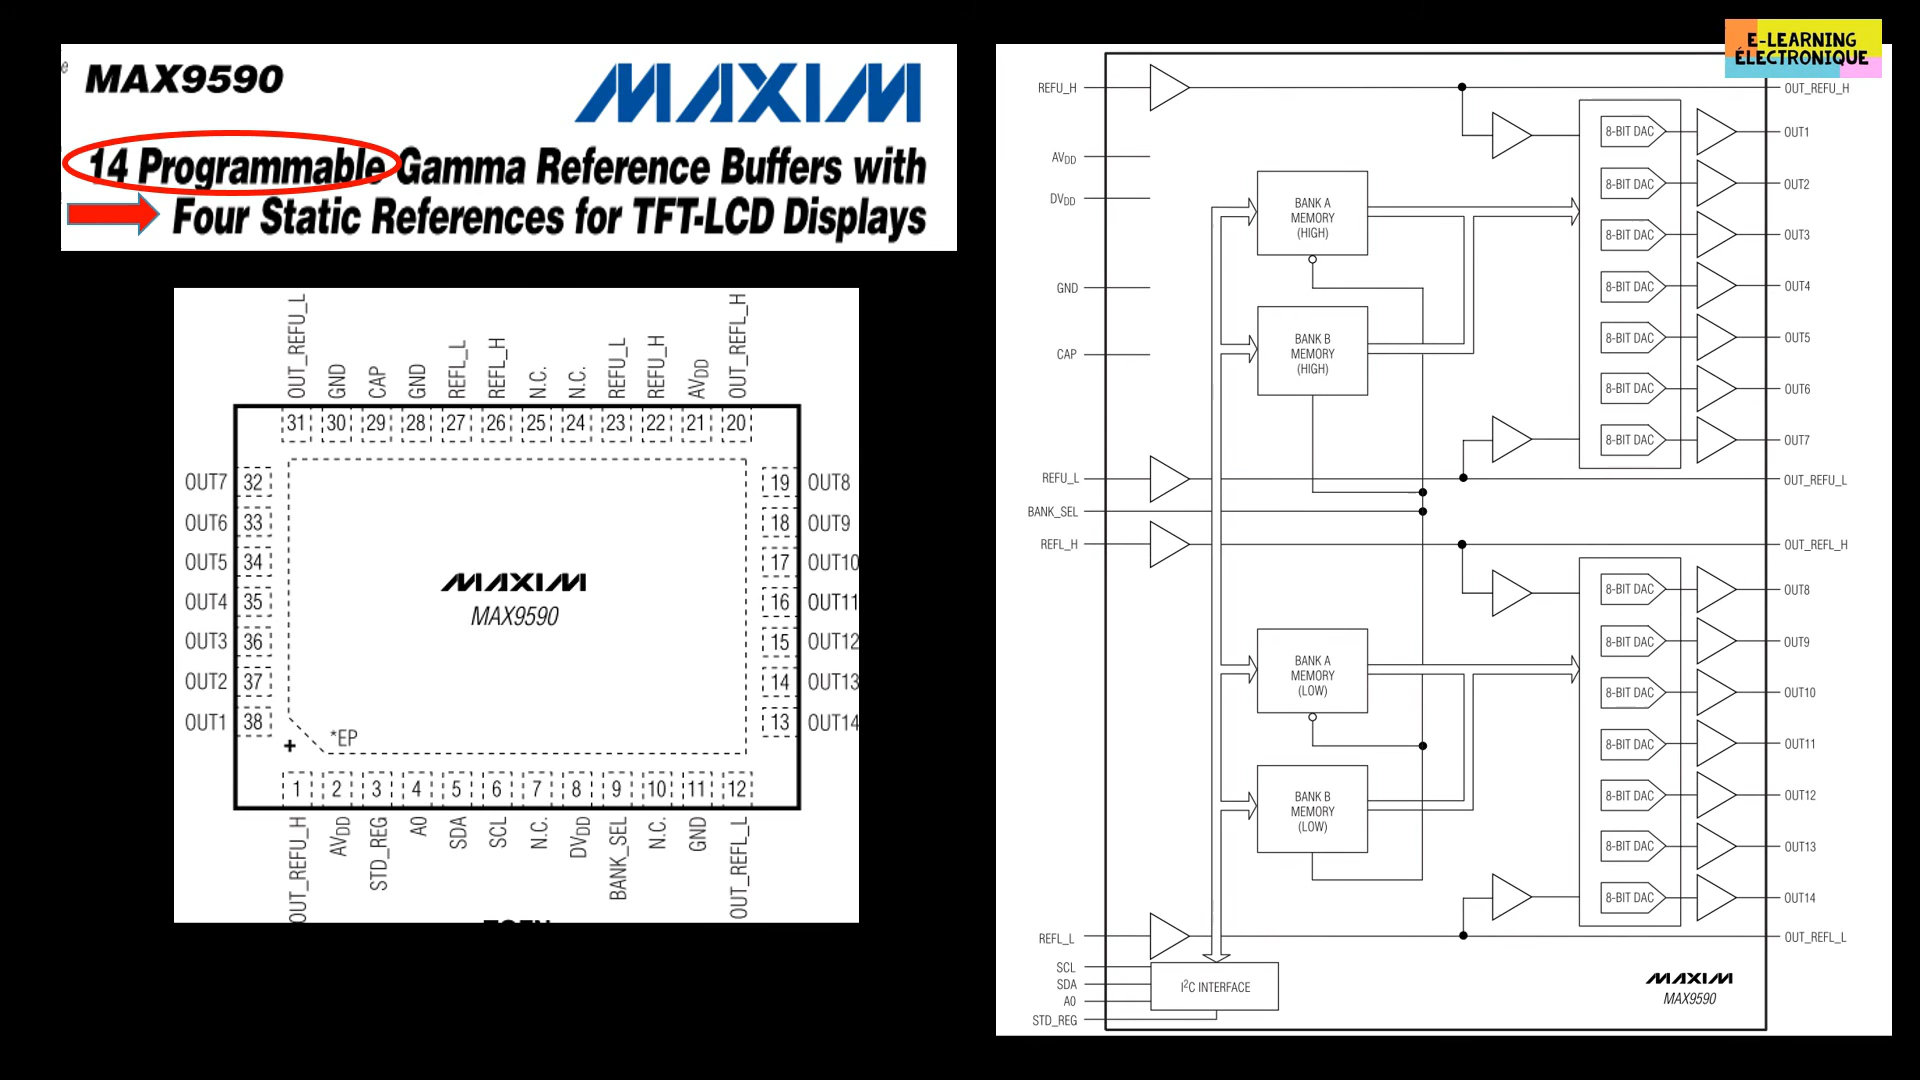 E-LEARNING
ÉLECTRONIQUE
MAX9590
MAXIM
14 Programmable Gamma Reference Buffers with
Four Static References for TFT-LCD Displays
OUT_REFU_L
GND
CAP
GND
REFL_L
REFL_H
N.C.
N.C.
REFU_L
REFU_H
AVDD
OUT_REFL_H
31 30 29 28 27 26 25 24 23 22 21 20
OUT7 32
OUT6 33
OUT5 34
OUT4 35
OUT3 36
OUT2 37
OUT1 38
19 OUT8
18 OUT9
17 OUT10
16 OUT11
15 OUT12
14 OUT13
13 OUT14
MAXIM
MAX9590
+
*EP
1 2 3 4 5 6 7 8 9 10 11 12
OUT_REFU_H
AVDD
STD_REG
A0
SDA
SCL
N.C.
DVDD
BANK_SEL
N.C.
GND
OUT_REFL_L
REFU_H
AVDD
DVDD
GND
CAP
REFU_L
BANK_SEL
REFL_H
REFL_L
SCL
SDA
A0
STD_REG
BANK A
MEMORY
(HIGH)
BANK B
MEMORY
(HIGH)
BANK A
MEMORY
(LOW)
BANK B
MEMORY
(LOW)
I²C INTERFACE
8-BIT DAC
8-BIT DAC
8-BIT DAC
8-BIT DAC
8-BIT DAC
8-BIT DAC
8-BIT DAC
8-BIT DAC
8-BIT DAC
8-BIT DAC
8-BIT DAC
8-BIT DAC
8-BIT DAC
8-BIT DAC
OUT_REFU_H
OUT1
OUT2
OUT3
OUT4
OUT5
OUT6
OUT7
OUT_REFU_L
OUT_REFL_H
OUT8
OUT9
OUT10
OUT11
OUT12
OUT13
OUT14
OUT_REFL_L
MAXIM
MAX9590